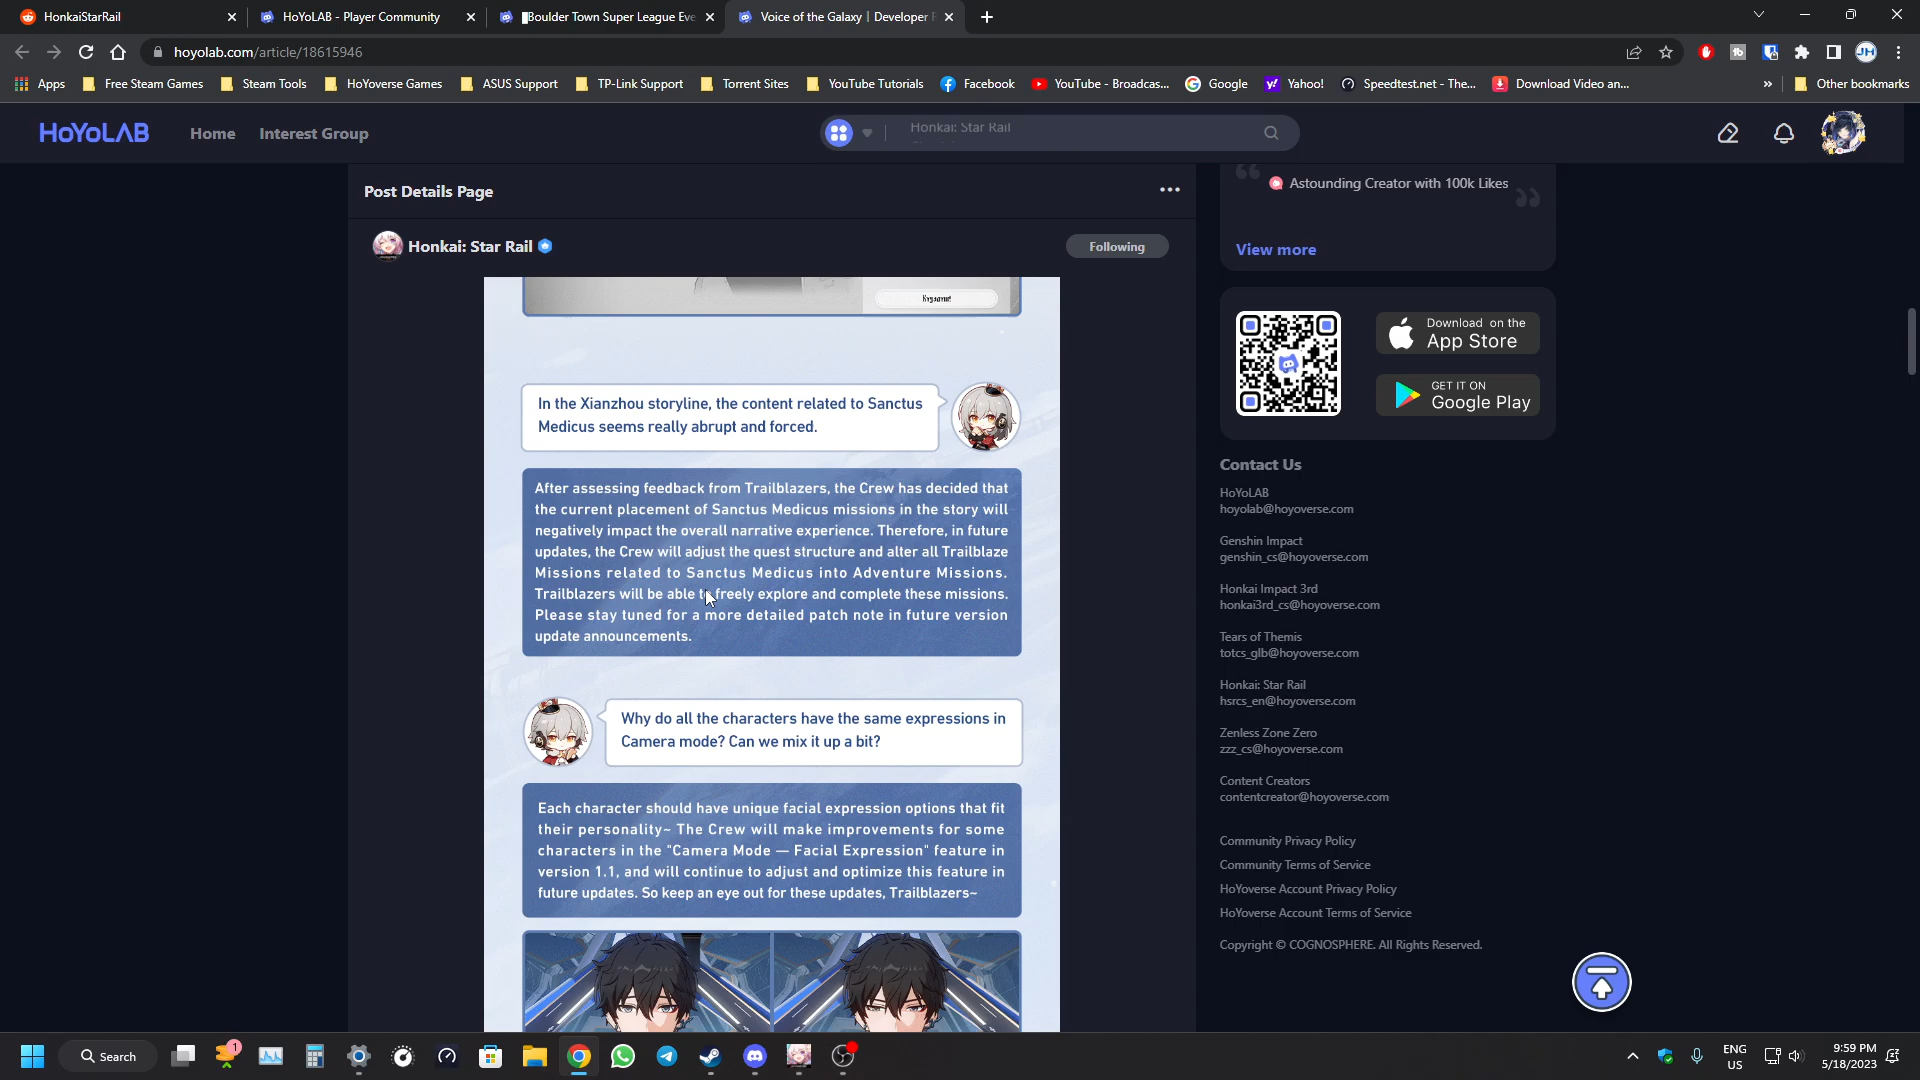 HonkaiStarRail
HoYoLAB - Player Community
Boulder Town Super League Eve
Voice of the Galaxy | Developer
hoyolab.com/article/18615946
JH
Apps
Free Steam Games
Steam Tools
HoYoverse Games
ASUS Support
TP-Link Support
Torrent Sites
YouTube Tutorials
Facebook
YouTube - Broadcas...
Google
Yahoo!
Speedtest.net - The...
Download Video an...
»
Other bookmarks
HoYoLAB
Home
Interest Group
Honkai: Star Rail
Post Details Page
Honkai: Star Rail
Following
In the Xianzhou storyline, the content related to Sanctus
Medicus seems really abrupt and forced.
After assessing feedback from Trailblazers, the Crew has decided that
the current placement of Sanctus Medicus missions in the story will
negatively impact the overall narrative experience. Therefore, in future
updates, the Crew will adjust the quest structure and alter all Trailblaze
Missions related to Sanctus Medicus into Adventure Missions.
Trailblazers will be able to freely explore and complete these missions.
Please stay tuned for a more detailed patch note in future version
update announcements.
Why do all the characters have the same expressions in
Camera mode? Can we mix it up a bit?
Each character should have unique facial expression options that fit
their personality~ The Crew will make improvements for some
characters in the "Camera Mode — Facial Expression" feature in
version 1.1, and will continue to adjust and optimize this feature in
future updates. So keep an eye out for these updates, Trailblazers~
Astounding Creator with 100k Likes
View more
Download on the
App Store
GET IT ON
Google Play
Contact Us
HoYoLAB
hoyolab@hoyoverse.com
Genshin Impact
genshin_cs@hoyoverse.com
Honkai Impact 3rd
honkai3rd_cs@hoyoverse.com
Tears of Themis
totcs_glb@hoyoverse.com
Honkai: Star Rail
hsrcs_en@hoyoverse.com
Zenless Zone Zero
zzz_cs@hoyoverse.com
Content Creators
contentcreator@hoyoverse.com
Community Privacy Policy
Community Terms of Service
HoYoverse Account Privacy Policy
HoYoverse Account Terms of Service
Copyright © COGNOSPHERE. All Rights Reserved.
Search
1
ENG
US
9:59 PM
5/18/2023